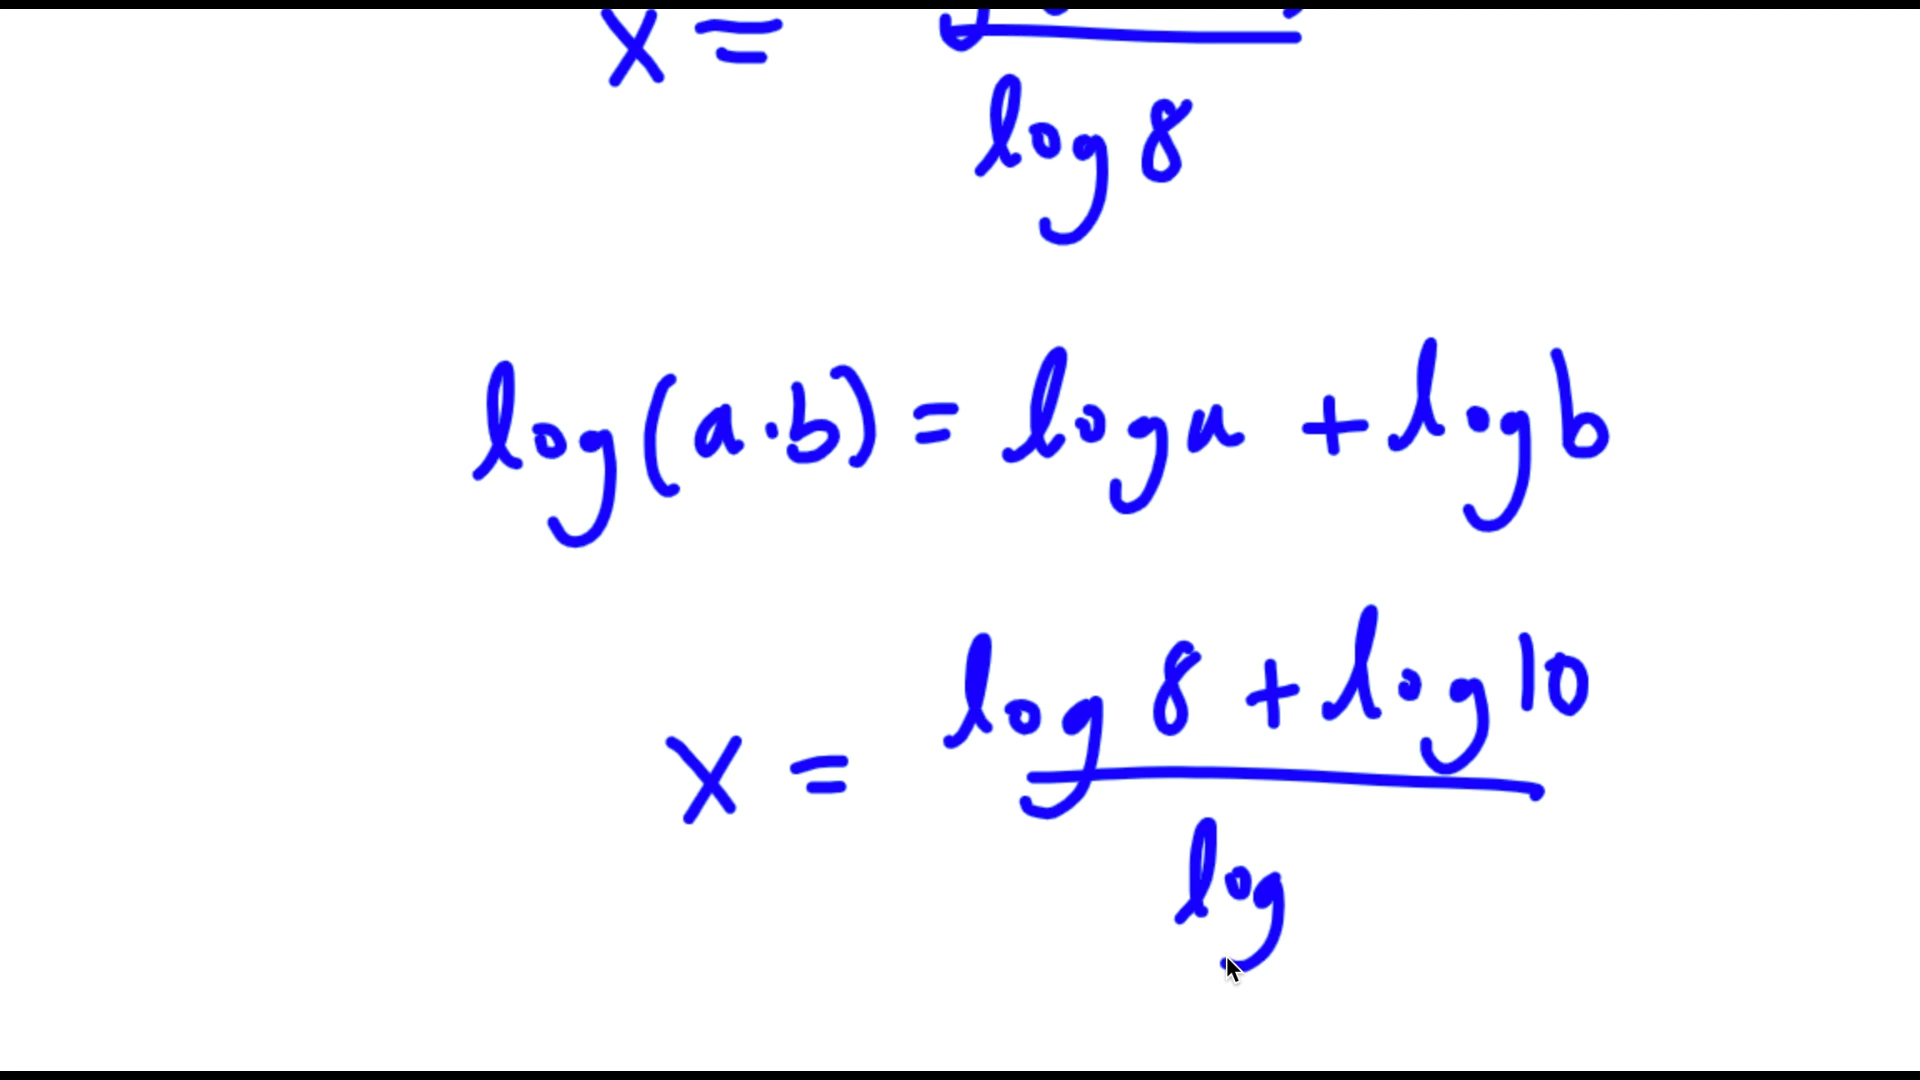 x =
log 8
log(a·b) = log a + log b
x = log 8 + log 10
log